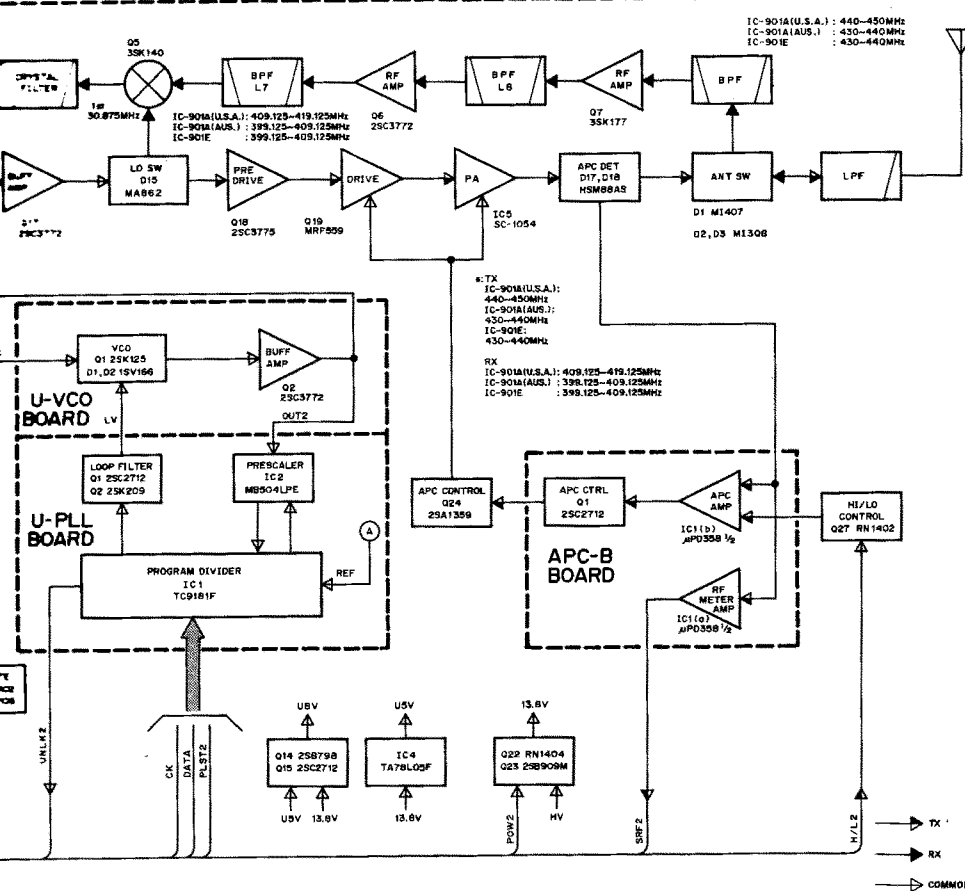 IC-901A(U.S.A.) : 440~450MHz
IC-901A(AUS.) : 430~440MHz
IC-901E : 430~440MHz
Q5
3SK140
CRYSTAL
FILTER
1st
30.875MHz
BPF
L7
RF
AMP
Q6
2SC3772
BPF
L6
RF
AMP
Q7
3SK177
BPF
IC-901A(U.S.A.): 409.125~419.125MHz
IC-901A(AUS.) : 399.125~409.125MHz
IC-901E : 399.125~409.125MHz
BUFF
AMP
2SC3772
LO SW
D15
MA862
PRE
DRIVE
Q18
2SC3775
DRIVE
Q19
MRF559
PA
IC5
SC-1054
APC DET
D17, D18
HSM88AS
ANT SW
D1 MI407
D2, D3 MI308
LPF
*: TX
IC-901A(U.S.A.):
440~450MHz
IC-901A(AUS.):
430~440MHz
IC-901E:
430~440MHz
RX
IC-901A(U.S.A.): 409.125~419.125MHz
IC-901A(AUS.) : 399.125~409.125MHz
IC-901E : 399.125~409.125MHz
VCO
Q1 2SK125
D1, D2 1SV166
BUFF
AMP
Q2
2SC3772
U-VCO
BOARD
LV
OUT2
LOOP FILTER
Q1 2SC2712
Q2 2SK209
PRESCALER
IC2
MB504LPE
U-PLL
BOARD
A
REF
PROGRAM DIVIDER
IC1
TC9181F
APC CONTROL
Q24
2SA1359
APC CTRL
Q1
2SC2712
APC
AMP
IC1(b)
μPD358 1/2
HI/LO
CONTROL
Q27 RN1402
APC-B
BOARD
RF
METER
AMP
IC1(a)
μPD358 1/2
UNLK2
CK
DATA
PLST2
U8V
Q14 2SB798
Q15 2SC2712
U5V
13.8V
U5V
IC4
TA78L05F
13.8V
13.8V
Q22 RN1404
Q23 2SB909M
POW2
HV
SRF2
H/L2
TX
RX
COMMON